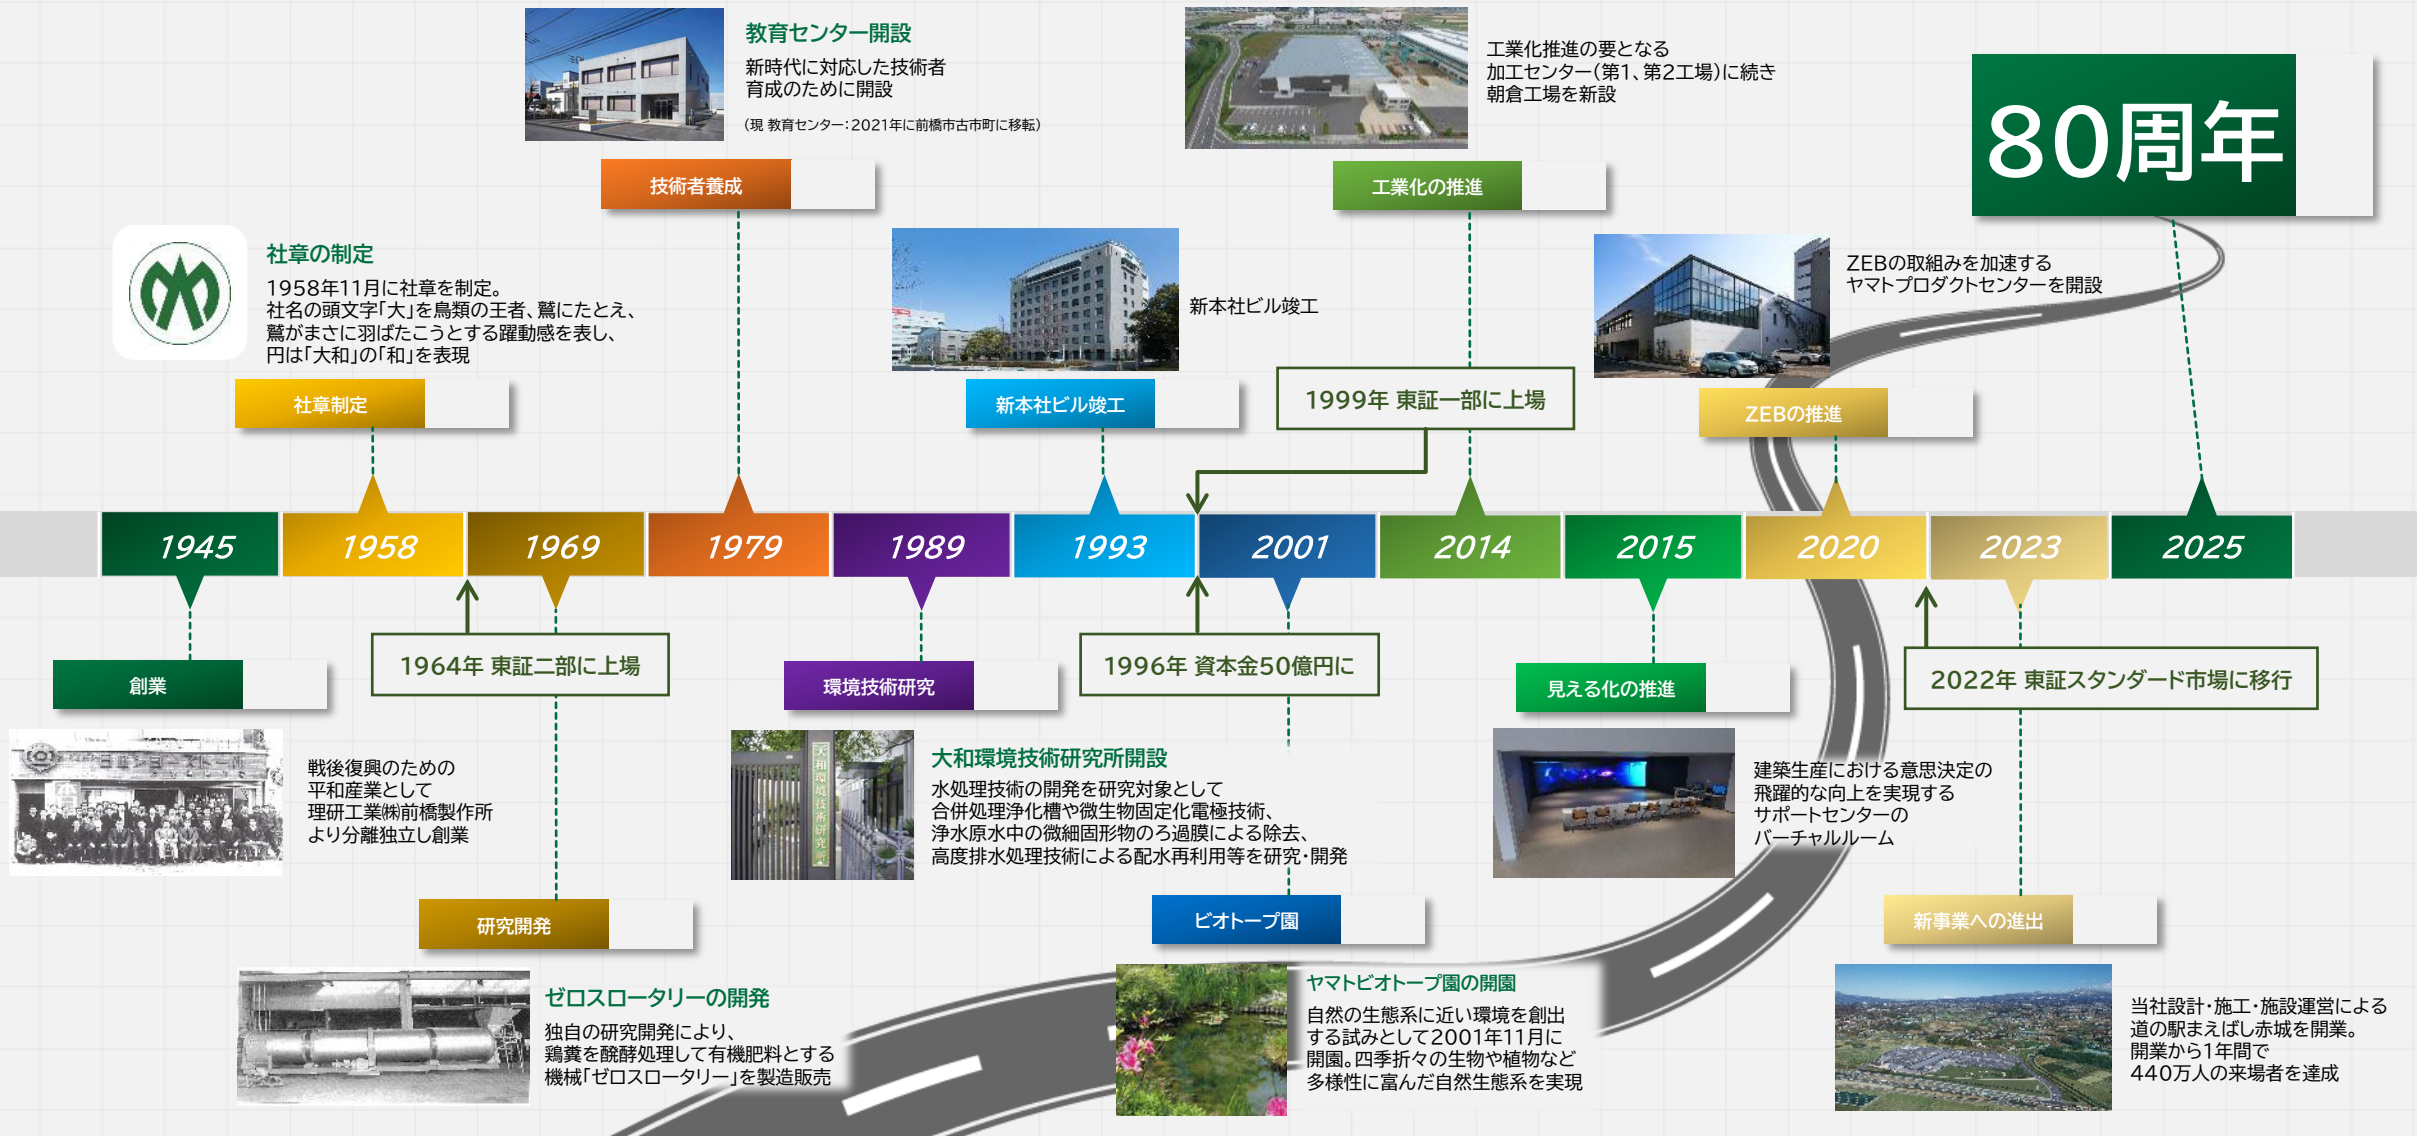 教育センター開設
新時代に対応した技術者
育成のために開設
(現 教育センター:2021年に前橋市古市町に移転)
技術者養成
工業化推進の要となる
加工センター(第1、第2工場)に続き
朝倉工場を新設
工業化の推進
80周年
社章の制定
1958年11月に社章を制定。
社名の頭文字「大」を鳥類の王者、鷲にたとえ、
鷲がまさに羽ばたこうとする躍動感を表し、
円は「大和」の「和」を表現
社章制定
新本社ビル竣工
新本社ビル竣工
1999年 東証一部に上場
ZEBの取組みを加速する
ヤマトプロダクトセンターを開設
ZEBの推進
1945
1958
1969
1979
1989
1993
2001
2014
2015
2020
2023
2025
創業
戦後復興のための
平和産業として
理研工業㈱前橋製作所
より分離独立し創業
1964年 東証二部に上場
研究開発
ゼロスロータリーの開発
独自の研究開発により、
鶏糞を醗酵処理して有機肥料とする
機械「ゼロスロータリー」を製造販売
環境技術研究
大和環境技術研究所
大和環境技術研究所開設
水処理技術の開発を研究対象として
合併処理浄化槽や微生物固定化電極技術、
浄水原水中の微細固形物のろ過膜による除去、
高度排水処理技術による配水再利用等を研究・開発
1996年 資本金50億円に
ビオトープ園
ヤマトビオトープ園の開園
自然の生態系に近い環境を創出
する試みとして2001年11月に
開園。四季折々の生物や植物など
多様性に富んだ自然生態系を実現
見える化の推進
建築生産における意思決定の
飛躍的な向上を実現する
サポートセンターの
バーチャルルーム
2022年 東証スタンダード市場に移行
新事業への進出
当社設計・施工・施設運営による
道の駅まえばし赤城を開業。
開業から1年間で
440万人の来場者を達成